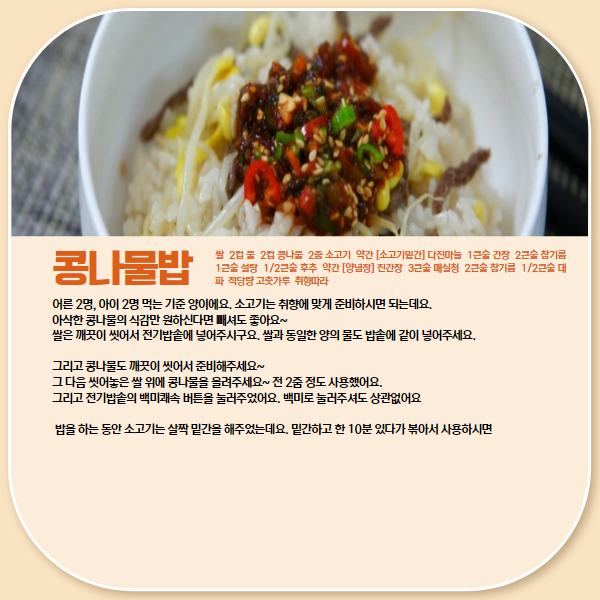 콩나물밥
쌀 2컵 물 2컵 콩나물 2줌 소고기 약간 [소고기밑간] 다진마늘 1큰술 간장 2큰술 참기름
1큰술 설탕 1/2큰술 후추 약간 [양념장] 진간장 3큰술 매실청 2큰술 참기름 1/2큰술 대
파 적당량 고춧가루 취향따라
어른 2명, 아이 2명 먹는 기준 양이에요. 소고기는 취향에 맞게 준비하시면 되는데요.
아삭한 콩나물의 식감만 원하신다면 빼셔도 좋아요~
쌀은 깨끗이 씻어서 전기밥솥에 넣어주시구요. 쌀과 동일한 양의 물도 밥솥에 같이 넣어주세요.
그리고 콩나물도 깨끗이 씻어서 준비해주세요~
그 다음 씻어놓은 쌀 위에 콩나물을 올려주세요~ 전 2줌 정도 사용했어요.
그리고 전기밥솥의 백미쾌속 버튼을 눌러주었어요. 백미로 눌러주셔도 상관없어요
밥을 하는 동안 소고기는 살짝 밑간을 해주었는데요. 밑간하고 한 10분 있다가 볶아서 사용하시면